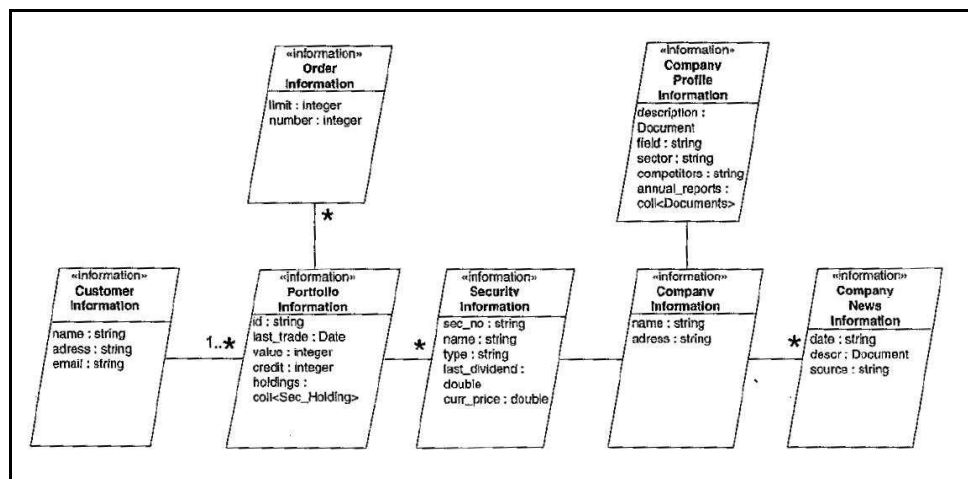 «information»
Order
Information
limit : integer
number : integer
*
«information»
Company
Profile
Information
description :
Document
field : string
sector : string
competitors : string
annual_reports :
coll<Documents>
«information»
Customer
Information
name : string
adress : string
email : string
1..*
«information»
Portfolio
Information
id : string
last_trade : Date
value : integer
credit : integer
holdings :
coll<Sec_Holding>
*
«information»
Security
Information
sec_no : string
name : string
type : string
last_dividend :
double
curr_price : double
«information»
Company
Information
name : string
adress : string
*
«information»
Company
News
Information
date : string
descr : Document
source : string